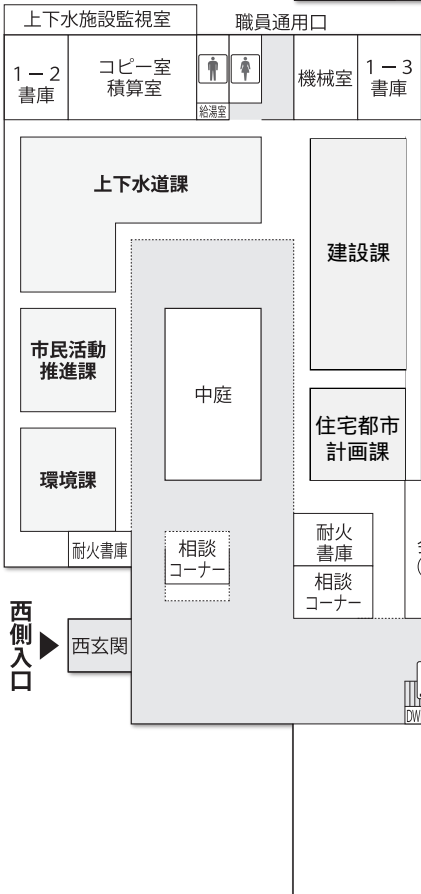 上下水施設監視室
職員通用口
1－2
書庫
コピー室
積算室
給湯室
機械室
1－3
書庫
上下水道課
建設課
市民活動
推進課
中庭
住宅都市
計画課
環境課
耐火書庫
相談
コーナー
耐火
書庫
相談
コーナー
西側入口
西玄関
DW